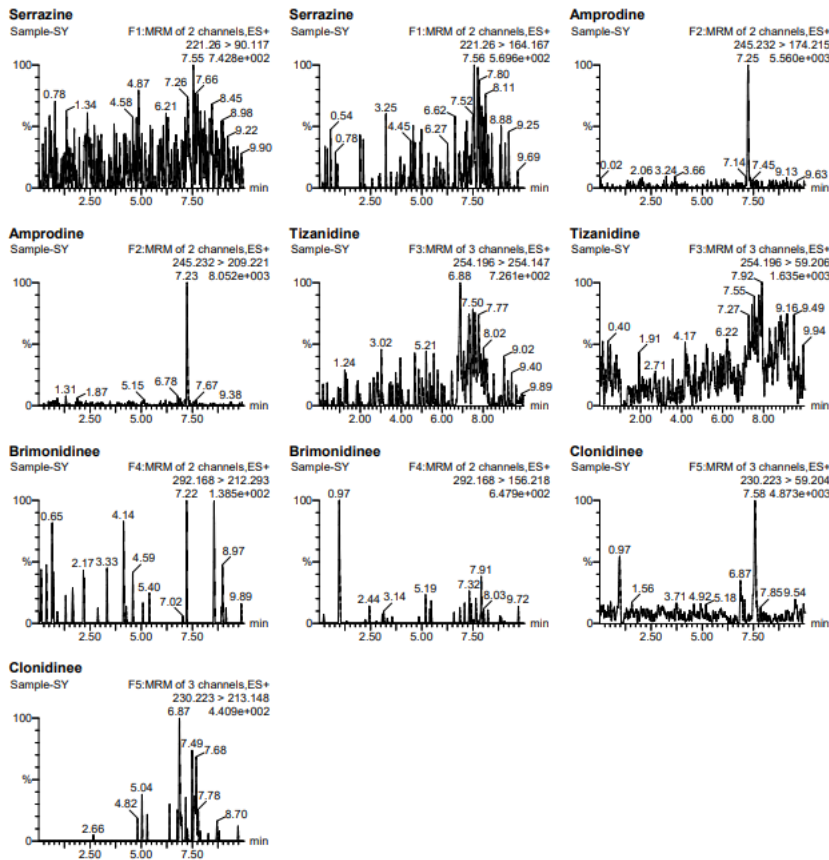 Serrazine
Sample-SY F1:MRM of 2 channels,ES+
221.26 > 90.117
7.55 7.428e+002
100
%
0
0.78
1.34
4.58
4.87
6.21
7.26
7.66
8.45
8.98
9.22
9.90
2.50 5.00 7.50 min
Serrazine
Sample-SY F1:MRM of 2 channels,ES+
221.26 > 164.167
7.56 5.696e+002
100
%
0
0.54
0.78
3.25
4.45
6.27
6.62
7.52
7.80
8.11
8.88
9.25
9.69
2.50 5.00 7.50 min
Amprodine
Sample-SY F2:MRM of 2 channels,ES+
245.232 > 174.215
7.25 5.560e+003
100
%
0
0.02
2.06
3.24
3.66
7.14
7.45
9.13
9.63
2.50 5.00 7.50 min
Amprodine
Sample-SY F2:MRM of 2 channels,ES+
245.232 > 209.221
7.23 8.052e+003
100
%
0
1.31
1.87
5.15
6.78
7.67
9.38
2.50 5.00 7.50 min
Tizanidine
Sample-SY F3:MRM of 3 channels,ES+
254.196 > 254.147
6.88 7.261e+002
100
%
0
1.24
3.02
5.21
7.50
7.77
8.02
9.02
9.40
9.89
2.50 5.00 7.50 min
Tizanidine
Sample-SY F3:MRM of 3 channels,ES+
254.196 > 59.206
7.92 1.635e+003
100
%
0
0.40
1.91
2.71
4.17
6.22
7.27
7.55
9.16
9.49
9.94
2.00 4.00 6.00 8.00 min
Brimonidinee
Sample-SY F4:MRM of 2 channels,ES+
292.168 > 212.293
7.22 1.385e+002
100
%
0
0.65
2.17
3.33
4.14
4.59
5.40
7.02
8.97
9.89
2.50 5.00 7.50 min
Brimonidinee
Sample-SY F4:MRM of 2 channels,ES+
292.168 > 156.218
6.479e+002
100
%
0
0.97
2.44
3.14
5.19
7.32
7.91
8.03
9.72
2.50 5.00 7.50 min
Clonidinee
Sample-SY F5:MRM of 3 channels,ES+
230.223 > 59.204
7.58 4.873e+003
100
%
0
0.97
1.56
3.71
4.92
5.18
6.87
7.85
9.54
2.50 5.00 7.50 min
Clonidinee
Sample-SY F5:MRM of 3 channels,ES+
230.223 > 213.148
6.87 4.409e+002
100
%
0
2.66
4.82
5.04
7.49
7.68
7.78
8.70
2.50 5.00 7.50 min